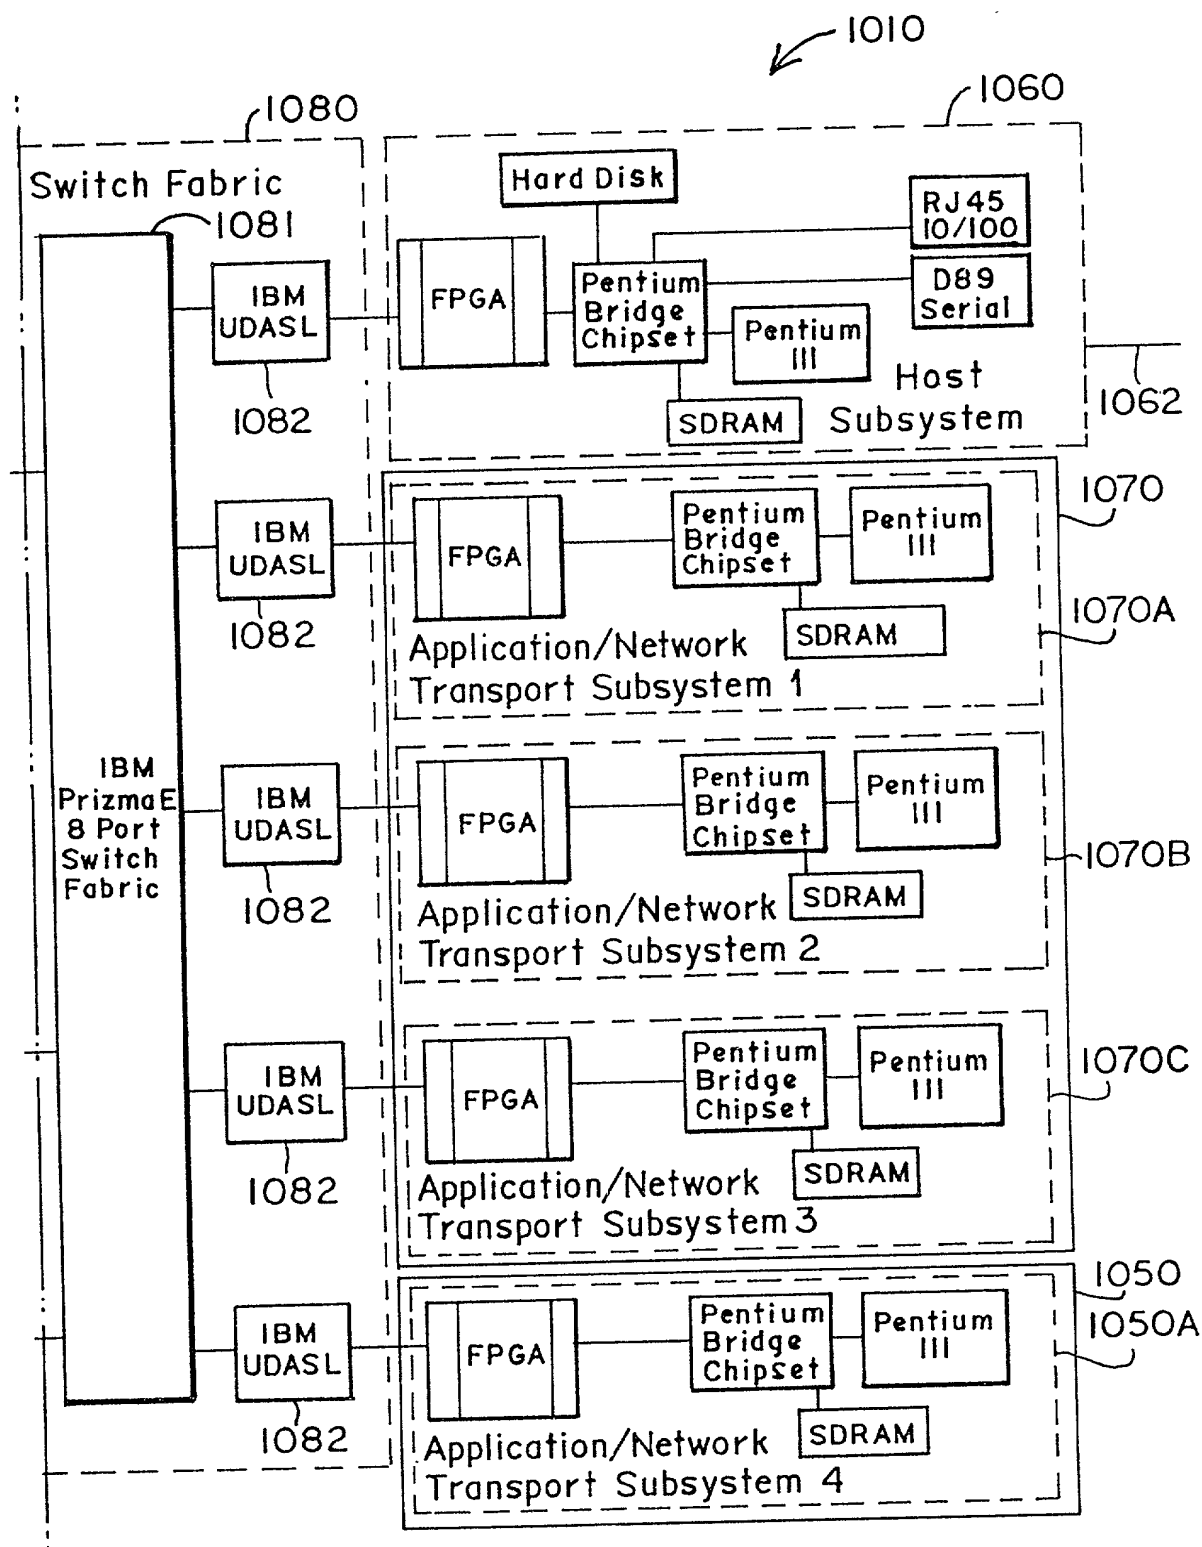 1010
1080
1060
Switch Fabric
1081
Hard Disk
RJ45
10/100
D89
Serial
IBM
UDASL
1082
FPGA
Pentium
Bridge
Chipset
Pentium
III
SDRAM
Host
Subsystem
1062
1070
IBM
UDASL
1082
FPGA
Pentium
Bridge
Chipset
Pentium
III
SDRAM
1070A
Application/Network
Transport Subsystem 1
IBM
PrizmaE
8 Port
Switch
Fabric
IBM
UDASL
1082
FPGA
Pentium
Bridge
Chipset
Pentium
III
SDRAM
1070B
Application/Network
Transport Subsystem 2
IBM
UDASL
1082
FPGA
Pentium
Bridge
Chipset
Pentium
III
SDRAM
1070C
Application/Network
Transport Subsystem 3
1050
1050A
IBM
UDASL
1082
FPGA
Pentium
Bridge
Chipset
Pentium
III
SDRAM
Application/Network
Transport Subsystem 4